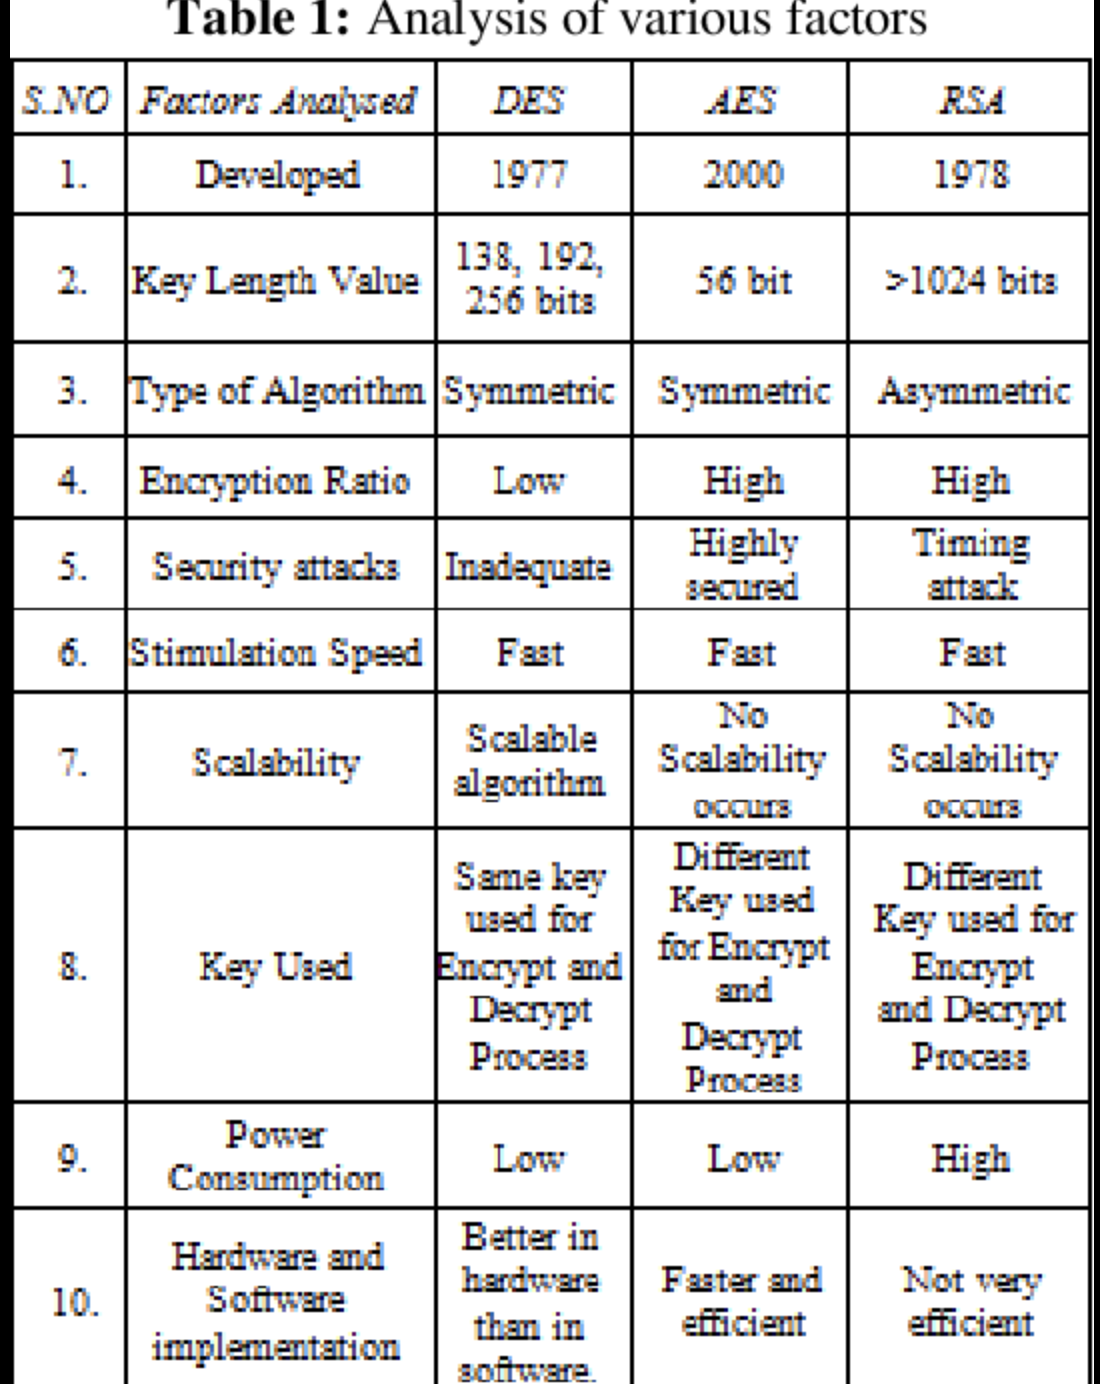 Table 1: Analysis of various factors
S.NO Factors Analysed DES AES RSA
1. Developed 1977 2000 1978
2. Key Length Value 138, 192, 256 bits 56 bit >1024 bits
3. Type of Algorithm Symmetric Symmetric Asymmetric
4. Encryption Ratio Low High High
5. Security attacks Inadequate Highly secured Timing attack
6. Stimulation Speed Fast Fast Fast
7. Scalability Scalable algorithm No Scalability occurs No Scalability occurs
8. Key Used Same key used for Encrypt and Decrypt Process Different Key used for Encrypt and Decrypt Process Different Key used for Encrypt and Decrypt Process
9. Power Consumption Low Low High
10. Hardware and Software implementation Better in hardware than in software. Faster and efficient Not very efficient